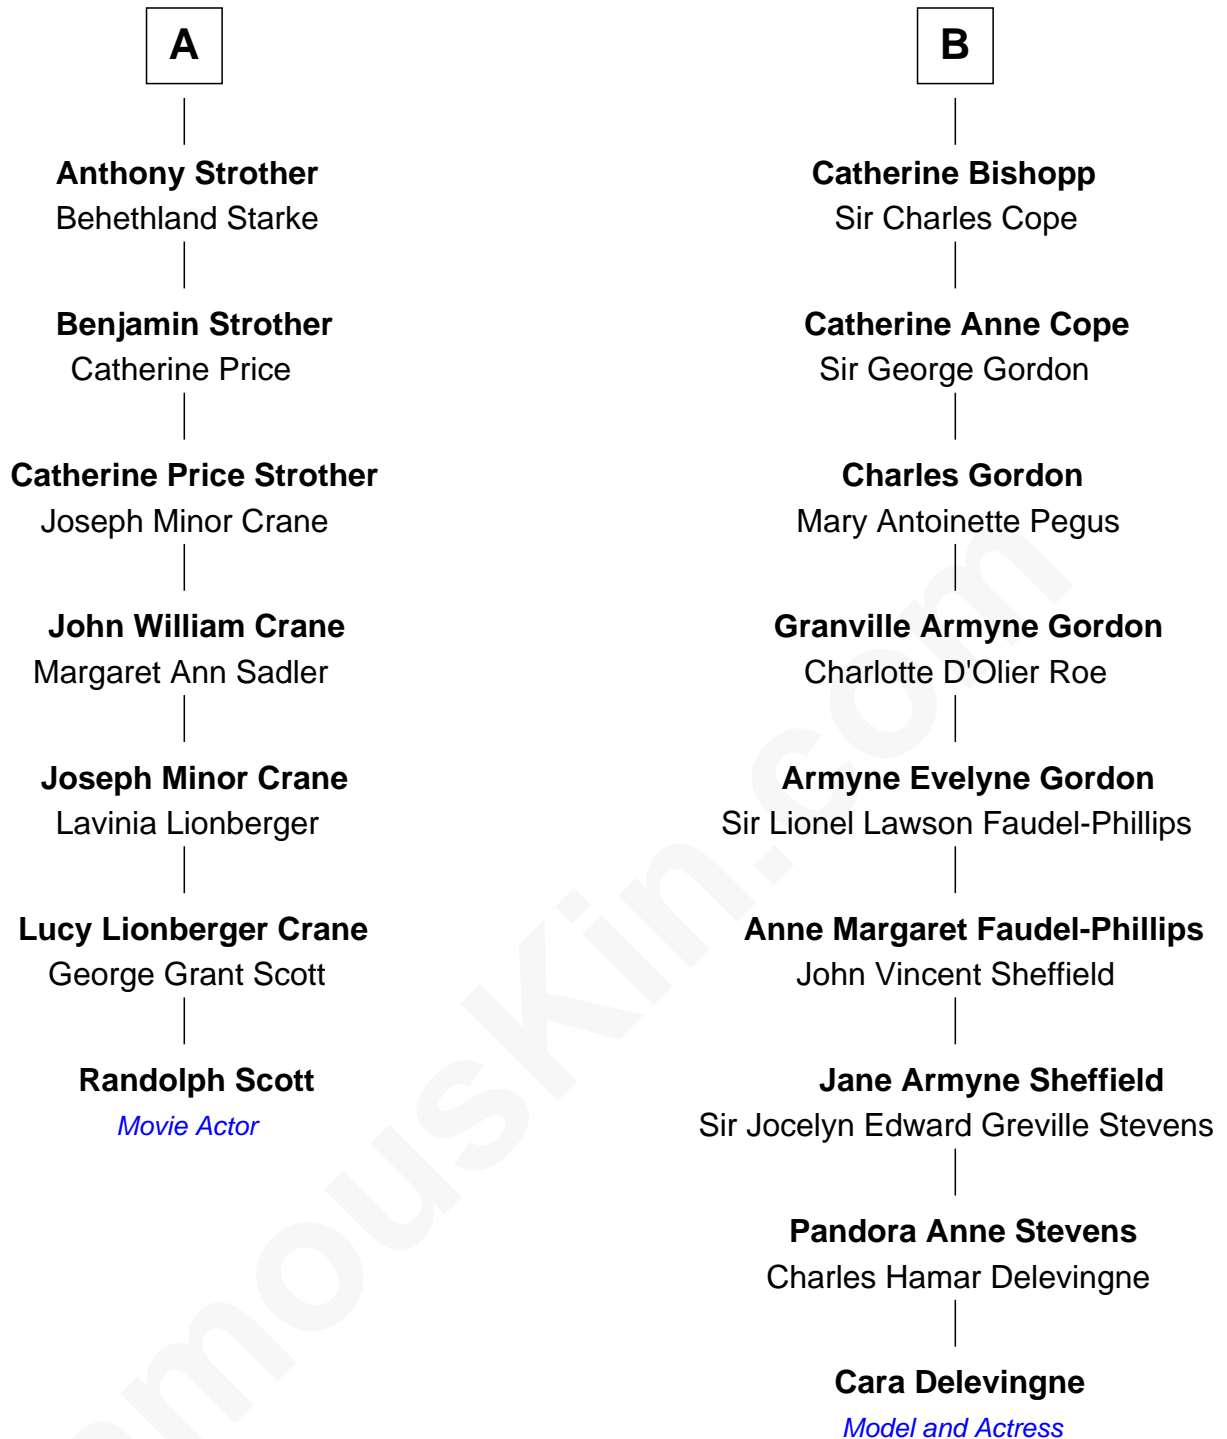 A
Anthony Strother
Behethland Starke
Benjamin Strother
Catherine Price
Catherine Price Strother
Joseph Minor Crane
John William Crane
Margaret Ann Sadler
Joseph Minor Crane
Lavinia Lionberger
Lucy Lionberger Crane
George Grant Scott
Randolph Scott
Movie Actor
B
Catherine Bishopp
Sir Charles Cope
Catherine Anne Cope
Sir George Gordon
Charles Gordon
Mary Antoinette Pegus
Granville Armyne Gordon
Charlotte D'Olier Roe
Armyne Evelyne Gordon
Sir Lionel Lawson Faudel-Phillips
Anne Margaret Faudel-Phillips
John Vincent Sheffield
Jane Armyne Sheffield
Sir Jocelyn Edward Greville Stevens
Pandora Anne Stevens
Charles Hamar Delevingne
Cara Delevingne
Model and Actress
amousKin.com